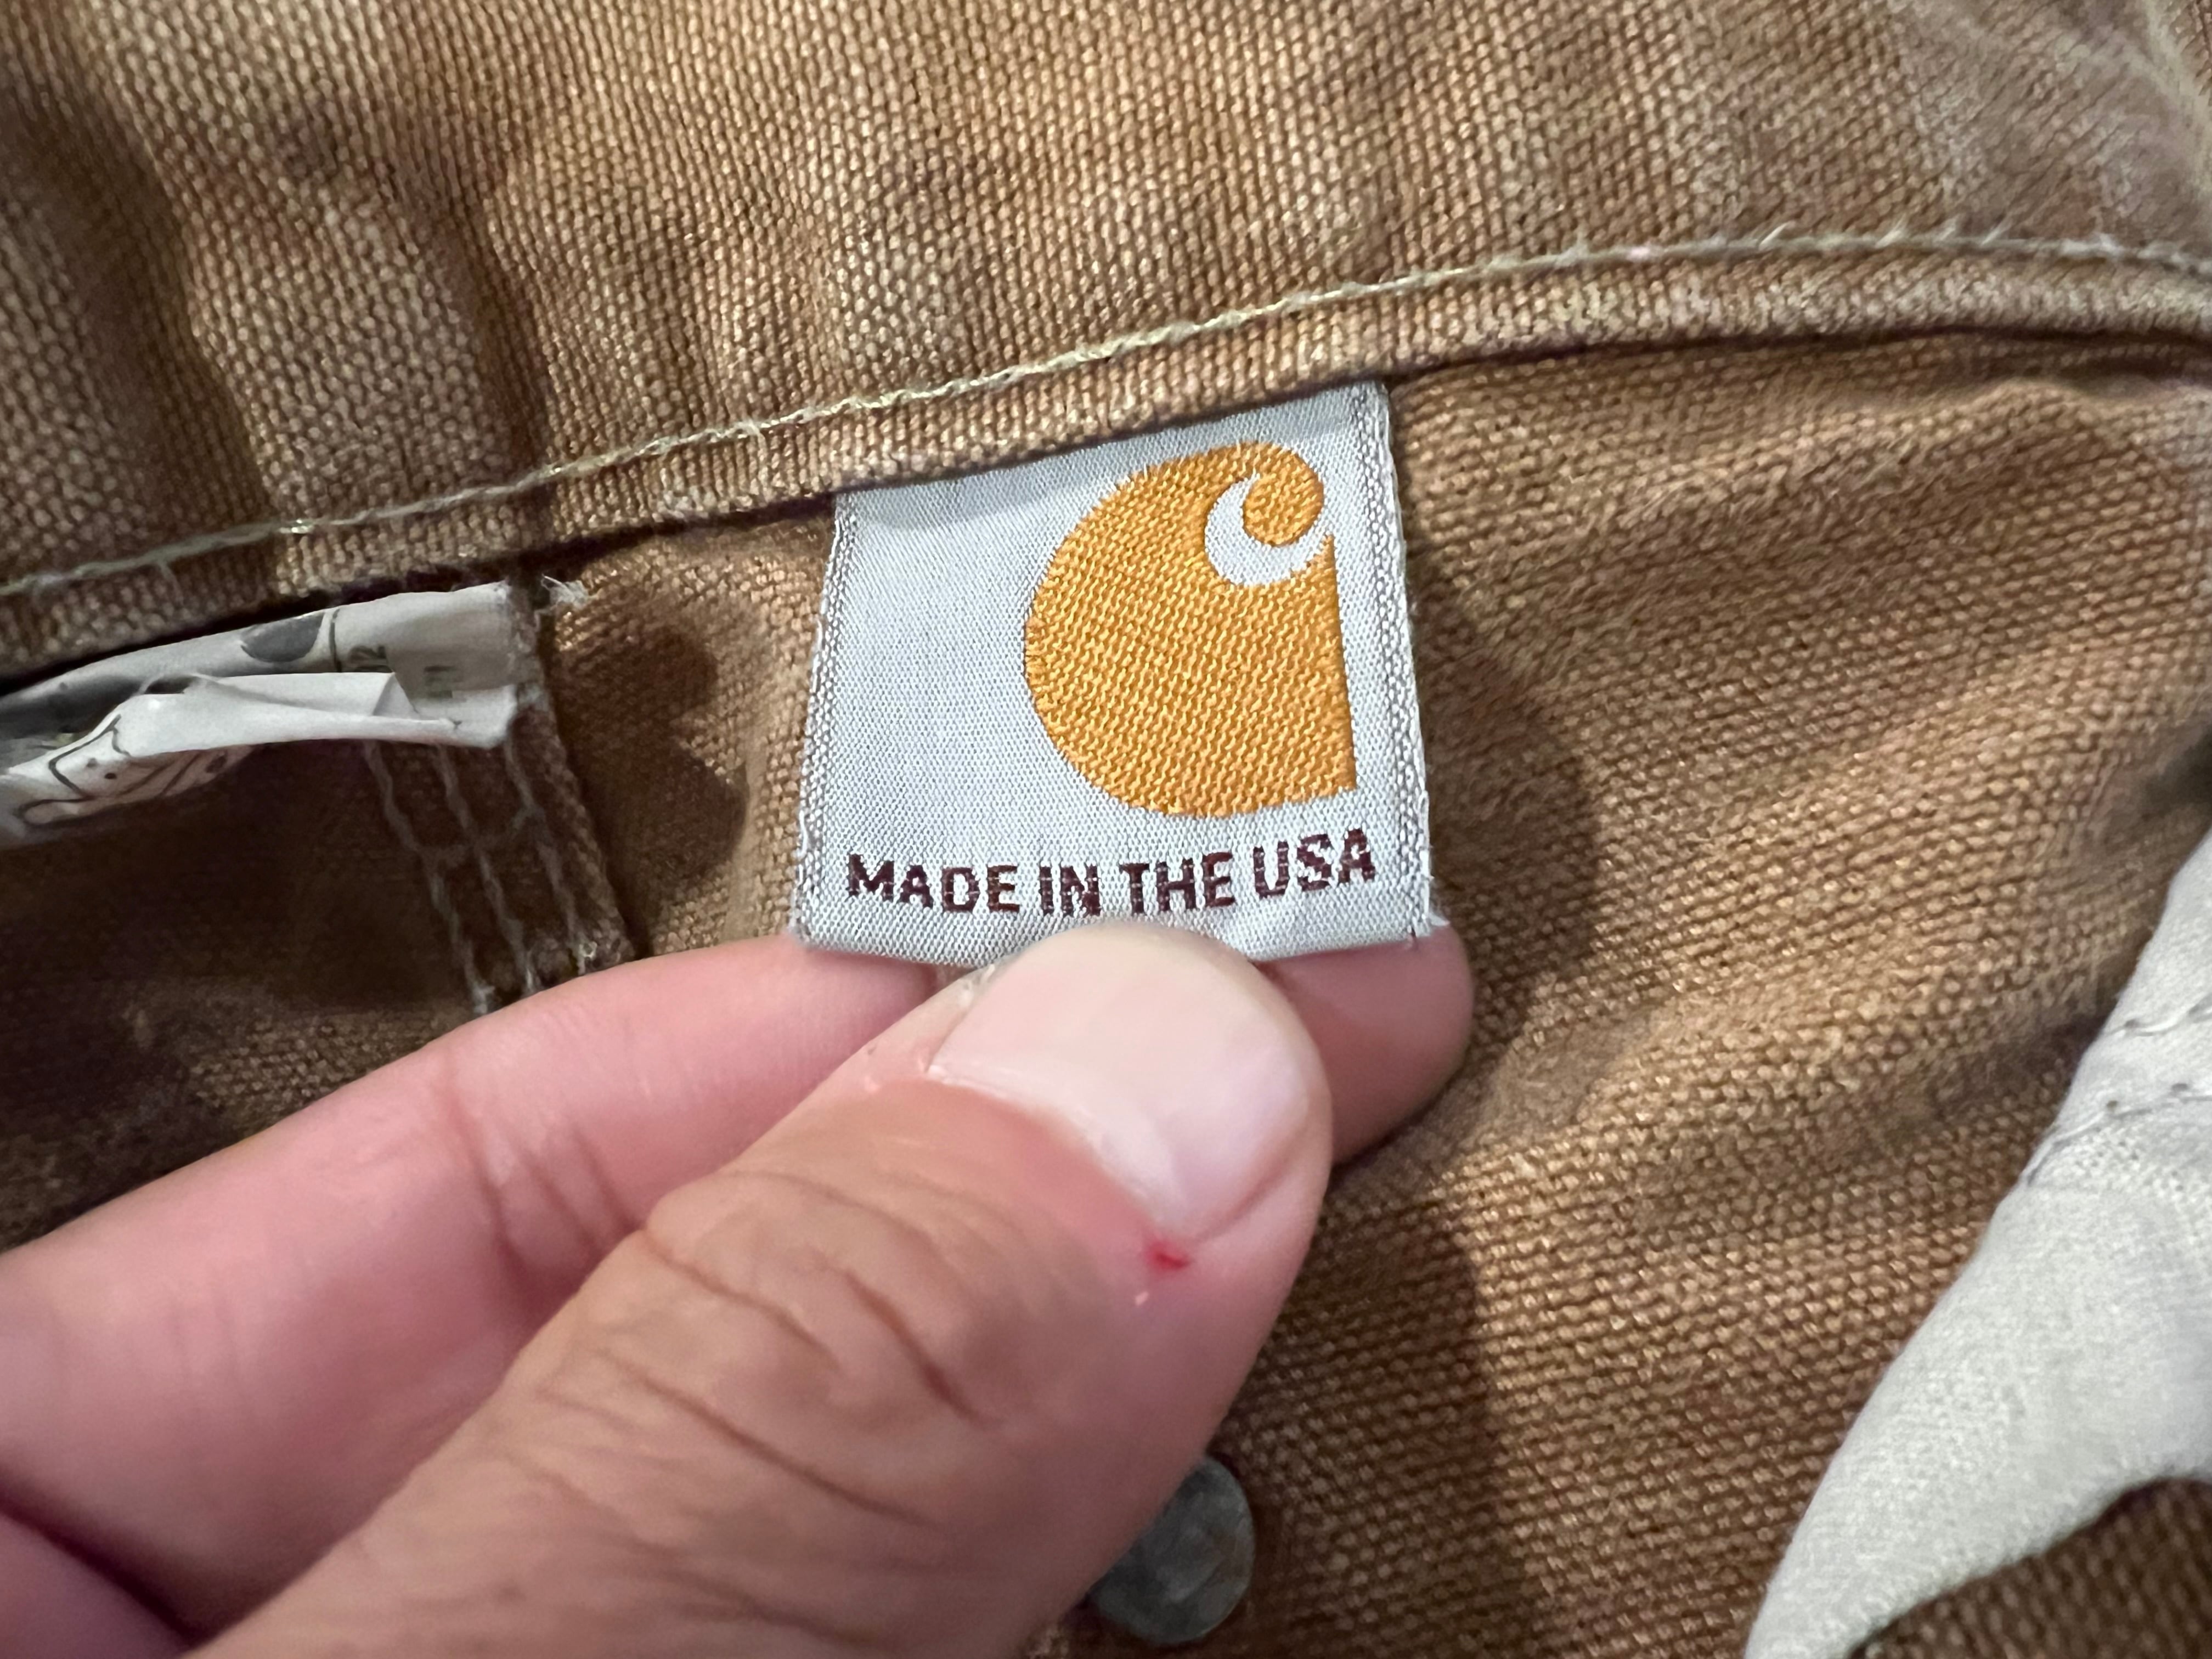 MADE IN THE USA